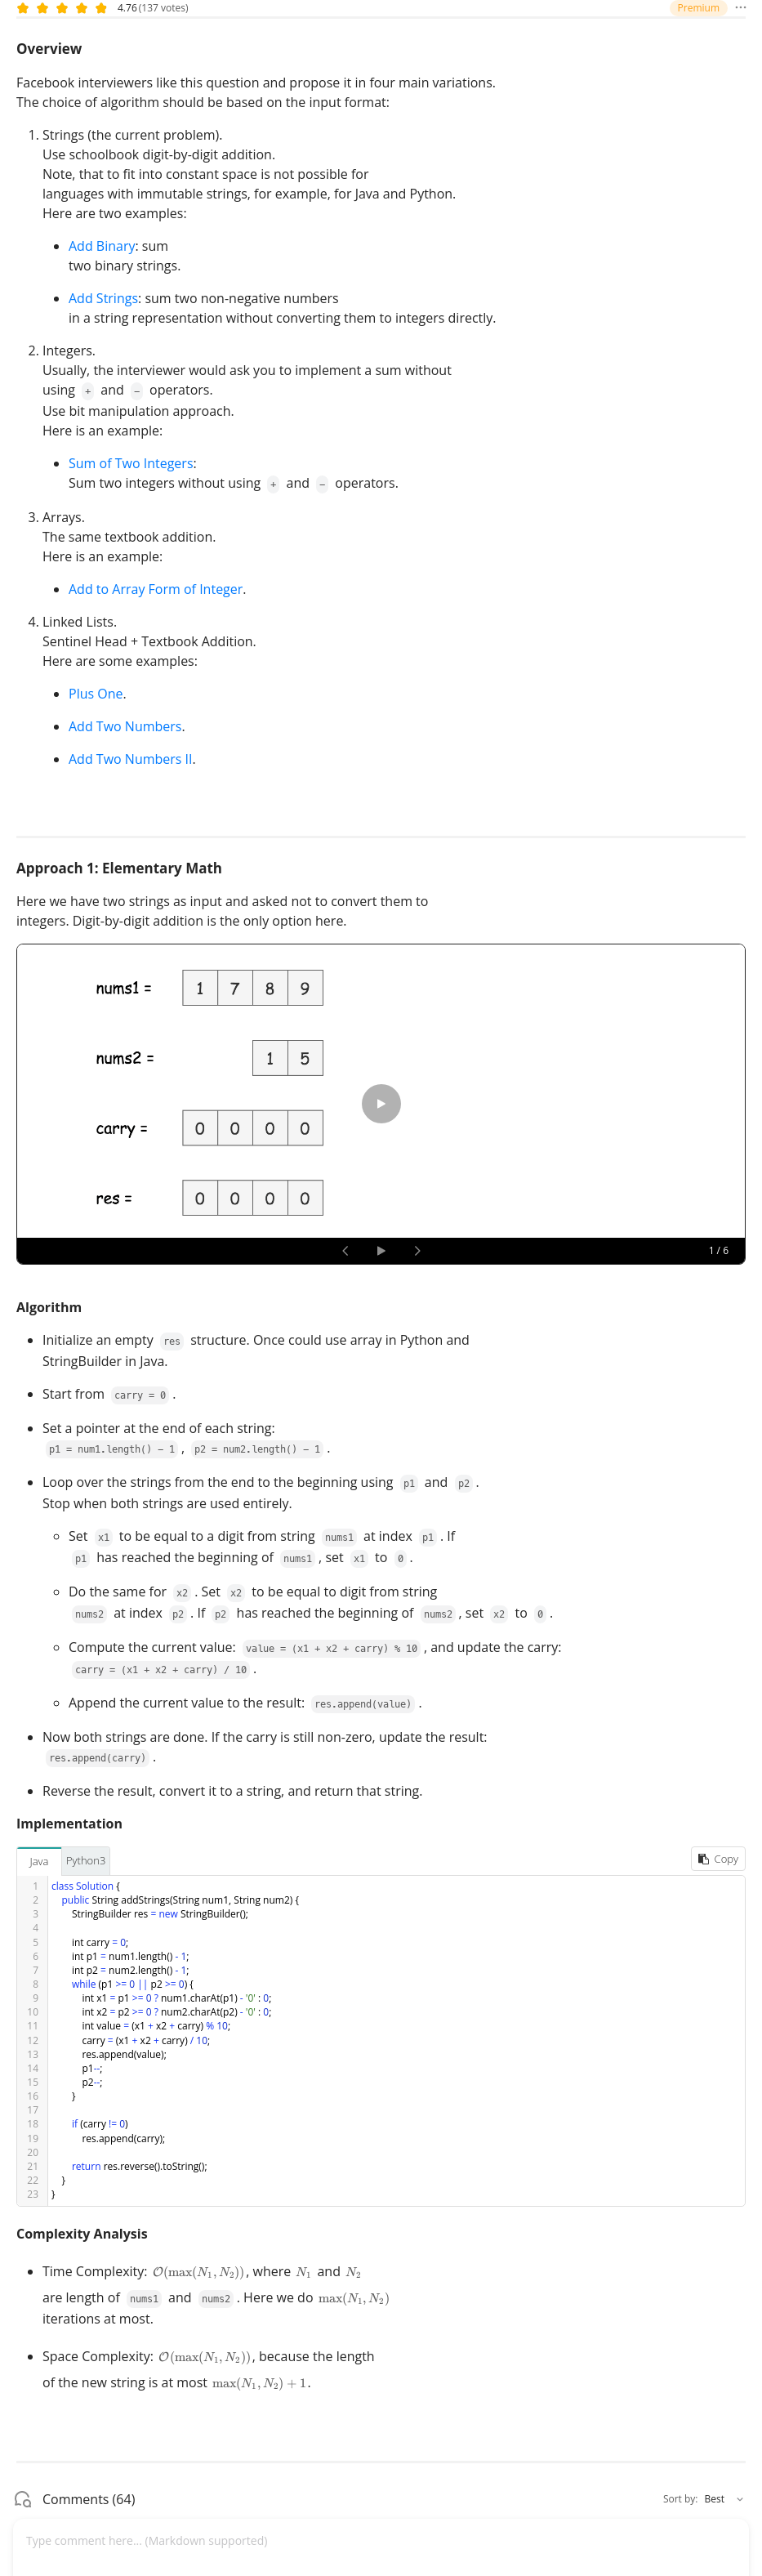 4.76 (137 votes)
Premium
Overview
Facebook interviewers like this question and propose it in four main variations.
The choice of algorithm should be based on the input format:
1. Strings (the current problem).
Use schoolbook digit-by-digit addition.
Note, that to fit into constant space is not possible for
languages with immutable strings, for example, for Java and Python.
Here are two examples:
• Add Binary: sum
two binary strings.
• Add Strings: sum two non-negative numbers
in a string representation without converting them to integers directly.
2. Integers.
Usually, the interviewer would ask you to implement a sum without
using + and − operators.
Use bit manipulation approach.
Here is an example:
• Sum of Two Integers:
Sum two integers without using + and − operators.
3. Arrays.
The same textbook addition.
Here is an example:
• Add to Array Form of Integer.
4. Linked Lists.
Sentinel Head + Textbook Addition.
Here are some examples:
• Plus One.
• Add Two Numbers.
• Add Two Numbers II.
Approach 1: Elementary Math
Here we have two strings as input and asked not to convert them to
integers. Digit-by-digit addition is the only option here.
nums1 = 1 7 8 9
nums2 = 1 5
carry = 0 0 0 0
res = 0 0 0 0
1 / 6
Algorithm
• Initialize an empty res structure. Once could use array in Python and
StringBuilder in Java.
• Start from carry = 0 .
• Set a pointer at the end of each string:
p1 = num1.length() − 1 , p2 = num2.length() − 1 .
• Loop over the strings from the end to the beginning using p1 and p2 .
Stop when both strings are used entirely.
◦ Set x1 to be equal to a digit from string nums1 at index p1 . If
p1 has reached the beginning of nums1 , set x1 to 0 .
◦ Do the same for x2 . Set x2 to be equal to digit from string
nums2 at index p2 . If p2 has reached the beginning of nums2 , set x2 to 0 .
◦ Compute the current value: value = (x1 + x2 + carry) % 10 , and update the carry:
carry = (x1 + x2 + carry) / 10 .
◦ Append the current value to the result: res.append(value) .
• Now both strings are done. If the carry is still non-zero, update the result:
res.append(carry) .
• Reverse the result, convert it to a string, and return that string.
Implementation
Java Python3 Copy
1 class Solution {
2 public String addStrings(String num1, String num2) {
3 StringBuilder res = new StringBuilder();
4
5 int carry = 0;
6 int p1 = num1.length() - 1;
7 int p2 = num2.length() - 1;
8 while (p1 >= 0 || p2 >= 0) {
9 int x1 = p1 >= 0 ? num1.charAt(p1) - '0' : 0;
10 int x2 = p2 >= 0 ? num2.charAt(p2) - '0' : 0;
11 int value = (x1 + x2 + carry) % 10;
12 carry = (x1 + x2 + carry) / 10;
13 res.append(value);
14 p1--;
15 p2--;
16 }
17
18 if (carry != 0)
19 res.append(carry);
20
21 return res.reverse().toString();
22 }
23 }
Complexity Analysis
• Time Complexity: O(max(N₁, N₂)), where N₁ and N₂
are length of nums1 and nums2 . Here we do max(N₁, N₂)
iterations at most.
• Space Complexity: O(max(N₁, N₂)), because the length
of the new string is at most max(N₁, N₂) + 1.
Comments (64)
Sort by: Best
Type comment here... (Markdown supported)